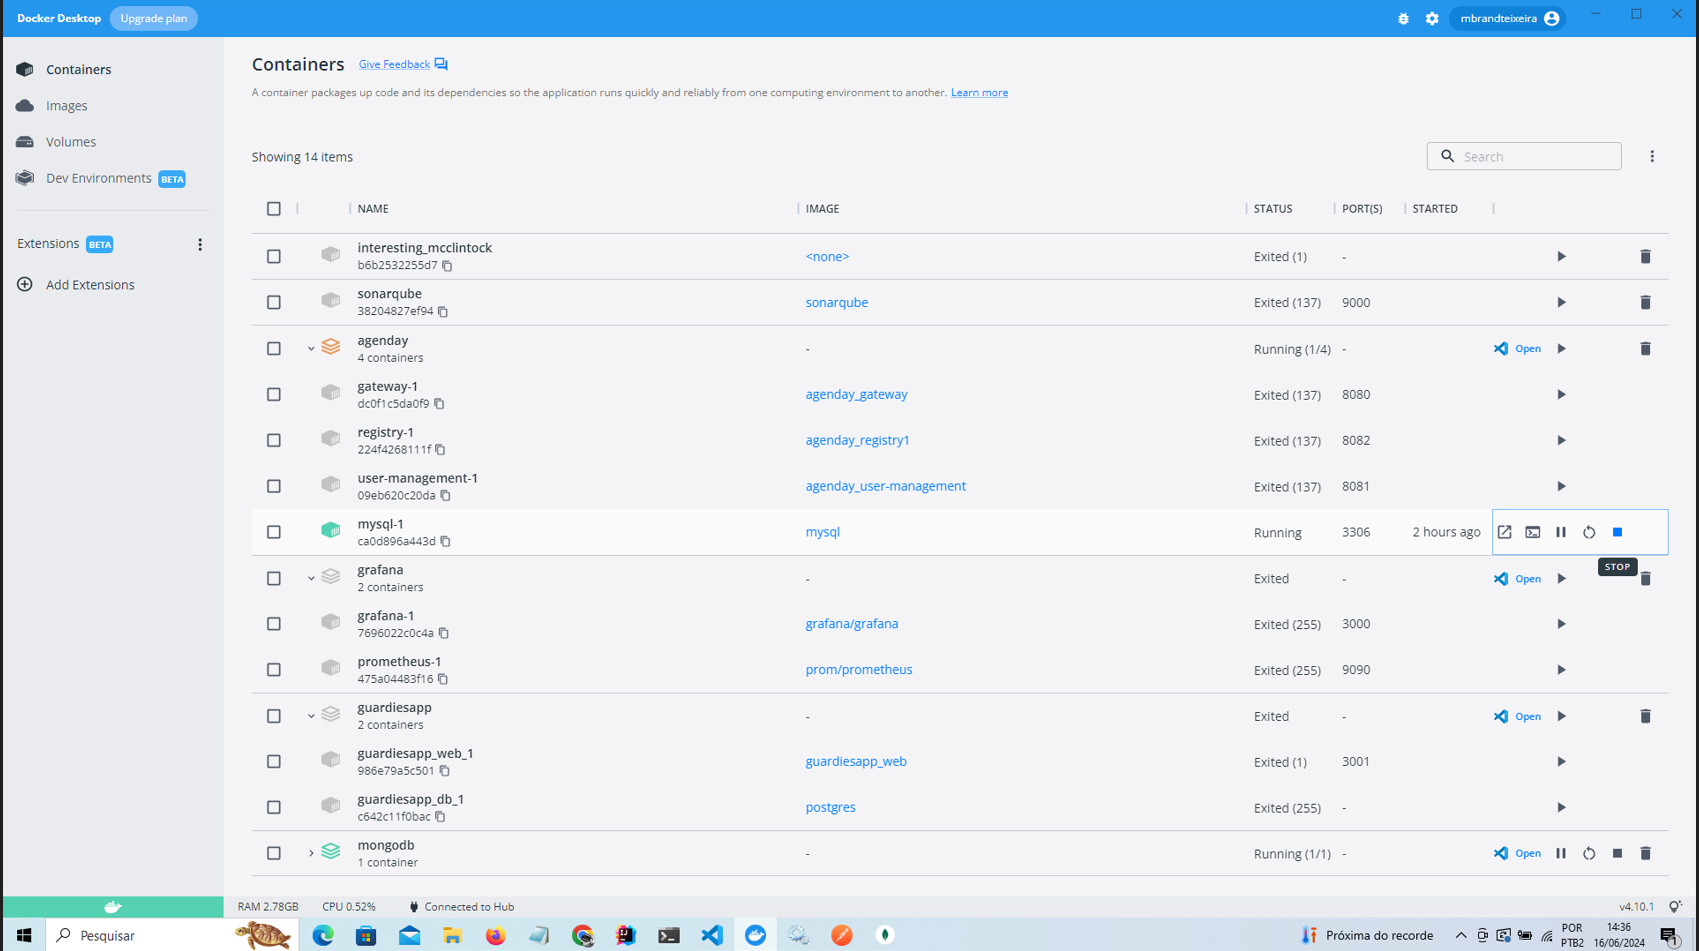 Docker Desktop Upgrade plan mbrandteixeira
Containers
Images
Volumes
Dev Environments BETA
Extensions BETA
Add Extensions
Containers Give Feedback
A container packages up code and its dependencies so the application runs quickly and reliably from one computing environment to another. Learn more
Showing 14 items Search
NAME IMAGE STATUS PORT(S) STARTED
interesting_mcclintock
b6b2532255d7 <none> Exited (1) -
sonarqube
38204827ef94 sonarqube Exited (137) 9000
agenday
4 containers - Running (1/4) - Open
gateway-1
dc0f1c5da0f9 agenday_gateway Exited (137) 8080
registry-1
224f4268111f agenday_registry1 Exited (137) 8082
user-management-1
09eb620c20da agenday_user-management Exited (137) 8081
mysql-1
ca0d896a443d mysql Running 3306 2 hours ago
STOP
grafana
2 containers - Exited - Open
grafana-1
7696022c0c4a grafana/grafana Exited (255) 3000
prometheus-1
475a04483f16 prom/prometheus Exited (255) 9090
guardiesapp
2 containers - Exited - Open
guardiesapp_web_1
986e79a5c501 guardiesapp_web Exited (1) 3001
guardiesapp_db_1
c642c11f0bac postgres Exited (255) -
mongodb
1 container - Running (1/1) - Open
RAM 2.78GB CPU 0.52% Connected to Hub v4.10.1
Pesquisar Próxima do recorde POR 14:36
PTB2 16/06/2024 1